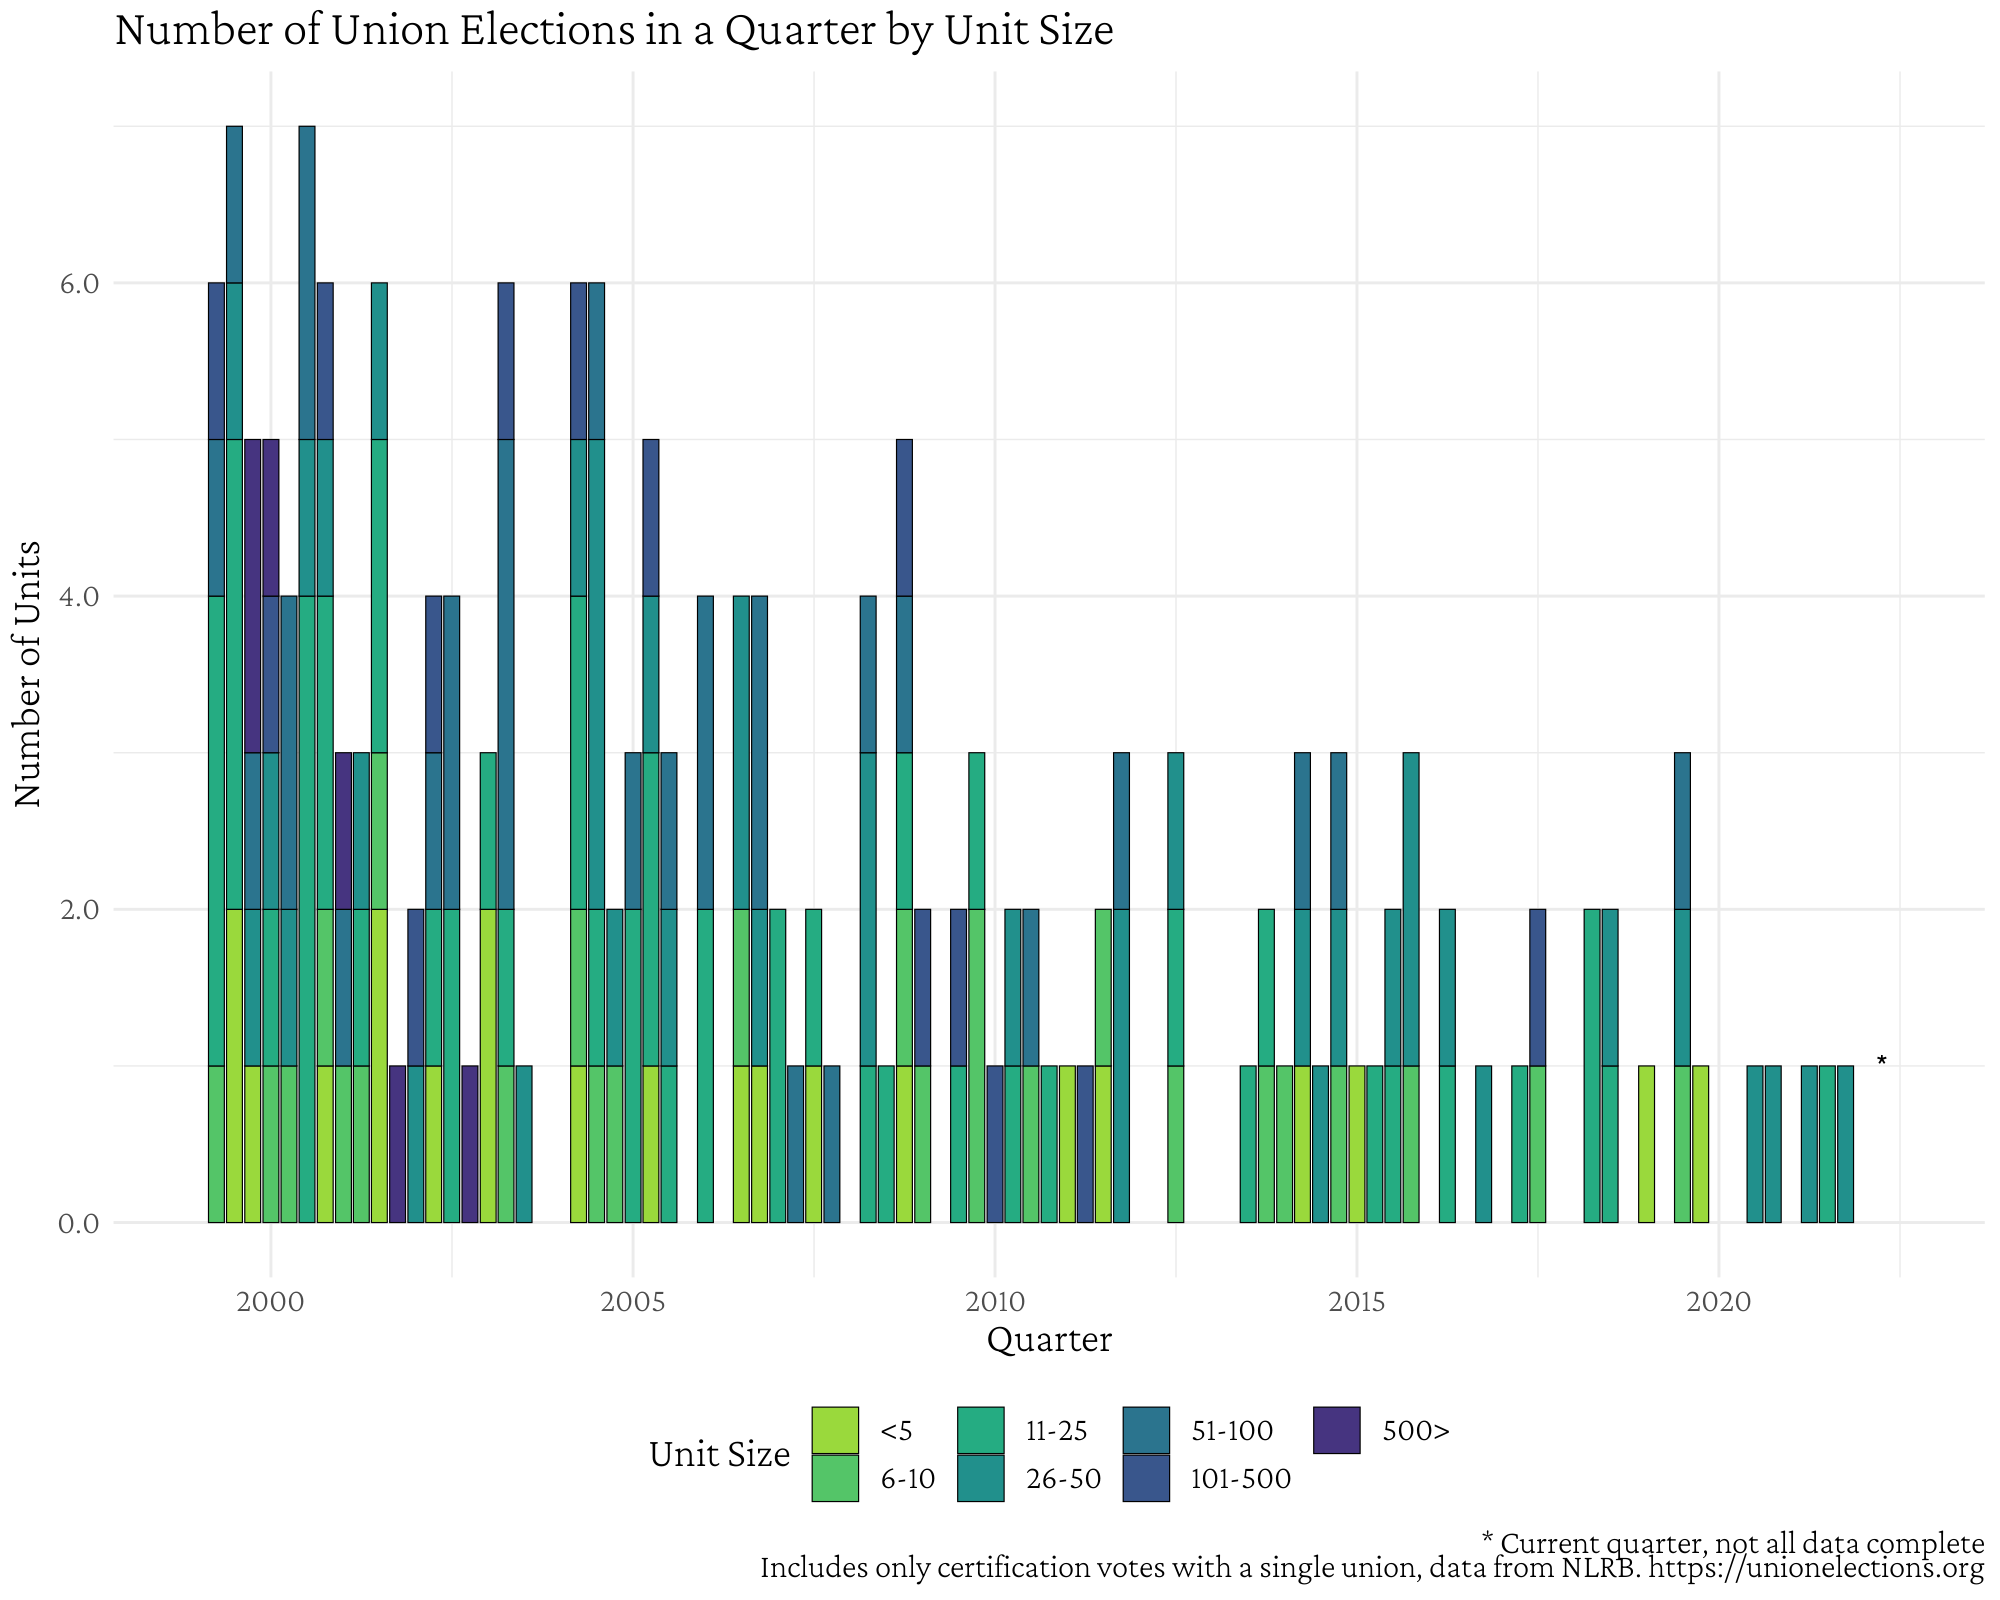 Number of Union Elections in a Quarter by Unit Size
Number of Units
6.0
4.0
2.0
0.0
*
2000 2005 2010 2015 2020
Quarter
Unit Size
<5 11-25 51-100 500>
6-10 26-50 101-500
* Current quarter, not all data complete
Includes only certification votes with a single union, data from NLRB. https://unionelections.org